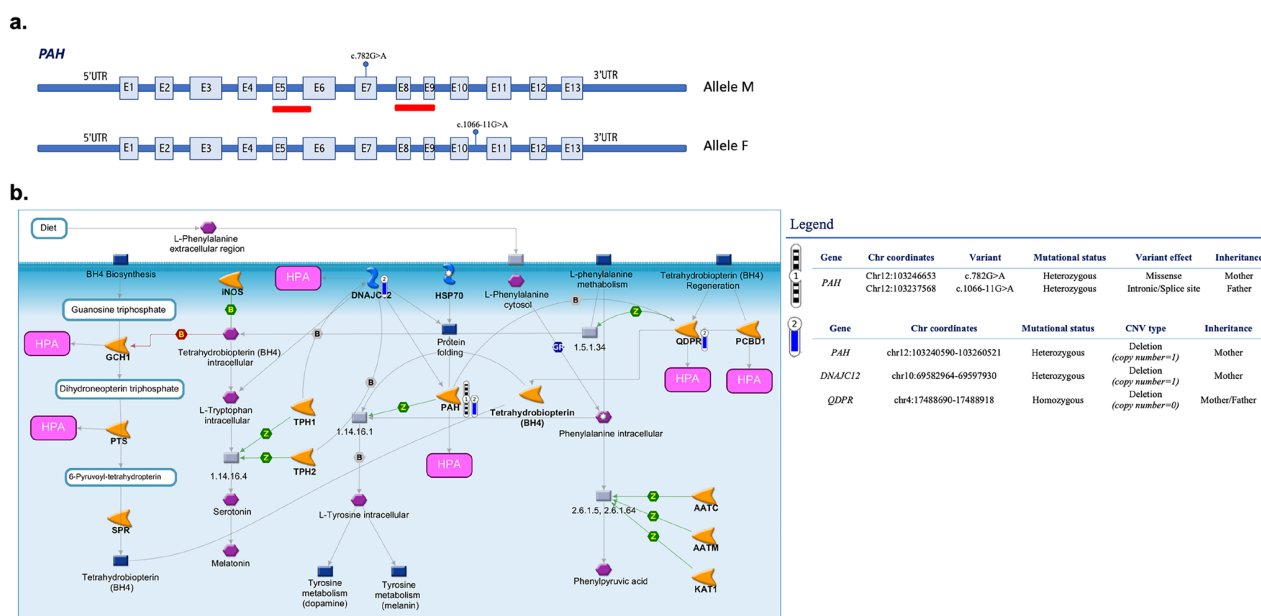 a.
PAH
c.782G>A
5'UTR
E1
E2
E3
E4
E5
E6
E7
E8
E9
E10
E11
E12
E13
3'UTR
Allele M
c.1066-11G>A
5'UTR
E1
E2
E3
E4
E5
E6
E7
E8
E9
E10
E11
E12
E13
3'UTR
Allele F
b.
Diet
L-Phenylalanine
extracellular region
BH4 Biosynthesis
iNOS
HPA
DNAJC12
2
HSP70
L-Phenylalanine
cytosol
L-phenylalanine
methabolism
Tetrahydrobiopterin (BH4)
Regeneration
Guanosine triphosphate
B
B
Z
HPA
GCH1
B
Tetrahydrobiopterin (BH4)
intracellular
B
Protein
folding
GR
1.5.1.34
QDPR
2
PCBD1
Dihydroneopterin triphosphate
B
HPA
HPA
L-Tryptophan
intracellular
PAH
1
2
Tetrahydrobiopterin
(BH4)
HPA
PTS
TPH1
Z
Z
1.14.16.1
Phenylalanine intracellular
6-Pyruvoyl-tetrahydropterin
1.14.16.4
Z
TPH2
B
HPA
SPR
Serotonin
L-Tyrosine intracellular
2.6.1.5, 2.6.1.64
Z
AATC
Z
AATM
Z
KAT1
Melatonin
Tetrahydrobiopterin
(BH4)
Tyrosine
metabolism
(dopamine)
Tyrosine
metabolism
(melanin)
Phenylpyruvic acid
Legend
1
Gene Chr coordinates Variant Mutational status Variant effect Inheritance
PAH Chr12:103246653 c.782G>A Heterozygous Missense Mother
Chr12:103237568 c.1066-11G>A Heterozygous Intronic/Splice site Father
2
Gene Chr coordinates Mutational status CNV type Inheritance
PAH chr12:103240590-103260521 Heterozygous Deletion (copy number=1) Mother
DNAJC12 chr10:69582964-69597930 Heterozygous Deletion (copy number=1) Mother
QDPR chr4:17488690-17488918 Homozygous Deletion (copy number=0) Mother/Father